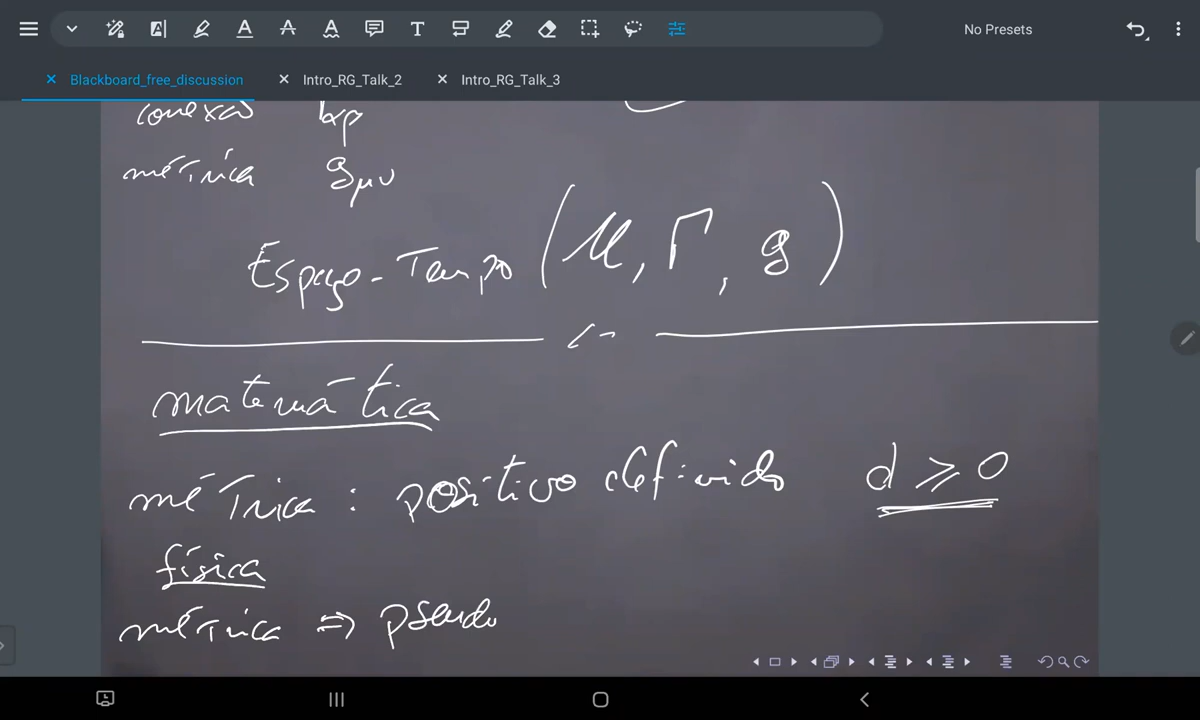 No Presets
Blackboard_free_discussion Intro_RG_Talk_2 Intro_RG_Talk_3
conexão
métrica gμν
Espaço-Tempo (M, Γ, g)
matemática
métrica : positivo definido d ≥ 0
física
métrica ⇒ pseudo